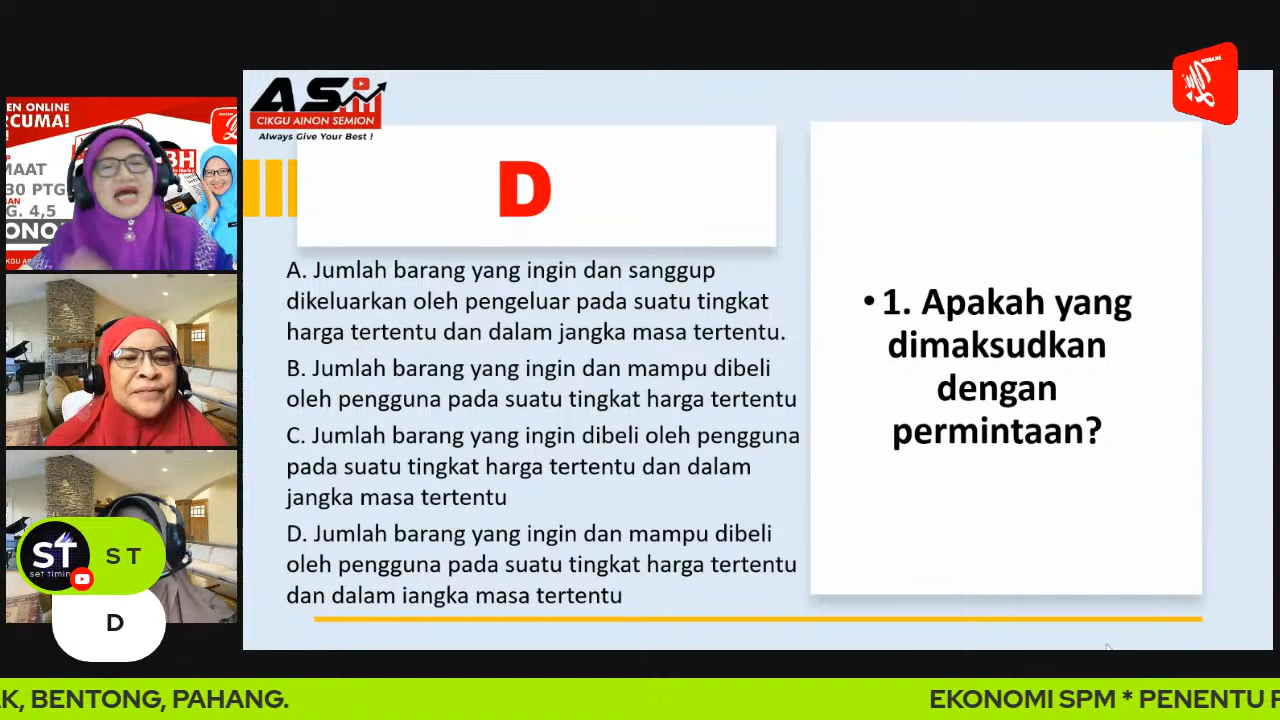 EN ONLINE
RCUMA!
MAAT
30 PTG
G. 4,5
ONO
BH
AS
CIKGU AINON SEMION
Always Give Your Best !
D
A. Jumlah barang yang ingin dan sanggup
dikeluarkan oleh pengeluar pada suatu tingkat
harga tertentu dan dalam jangka masa tertentu.
B. Jumlah barang yang ingin dan mampu dibeli
oleh pengguna pada suatu tingkat harga tertentu
C. Jumlah barang yang ingin dibeli oleh pengguna
pada suatu tingkat harga tertentu dan dalam
jangka masa tertentu
D. Jumlah barang yang ingin dan mampu dibeli
oleh pengguna pada suatu tingkat harga tertentu
dan dalam jangka masa tertentu
• 1. Apakah yang
dimaksudkan
dengan
permintaan?
ST
S T
D
AK, BENTONG, PAHANG.
EKONOMI SPM * PENENTU P